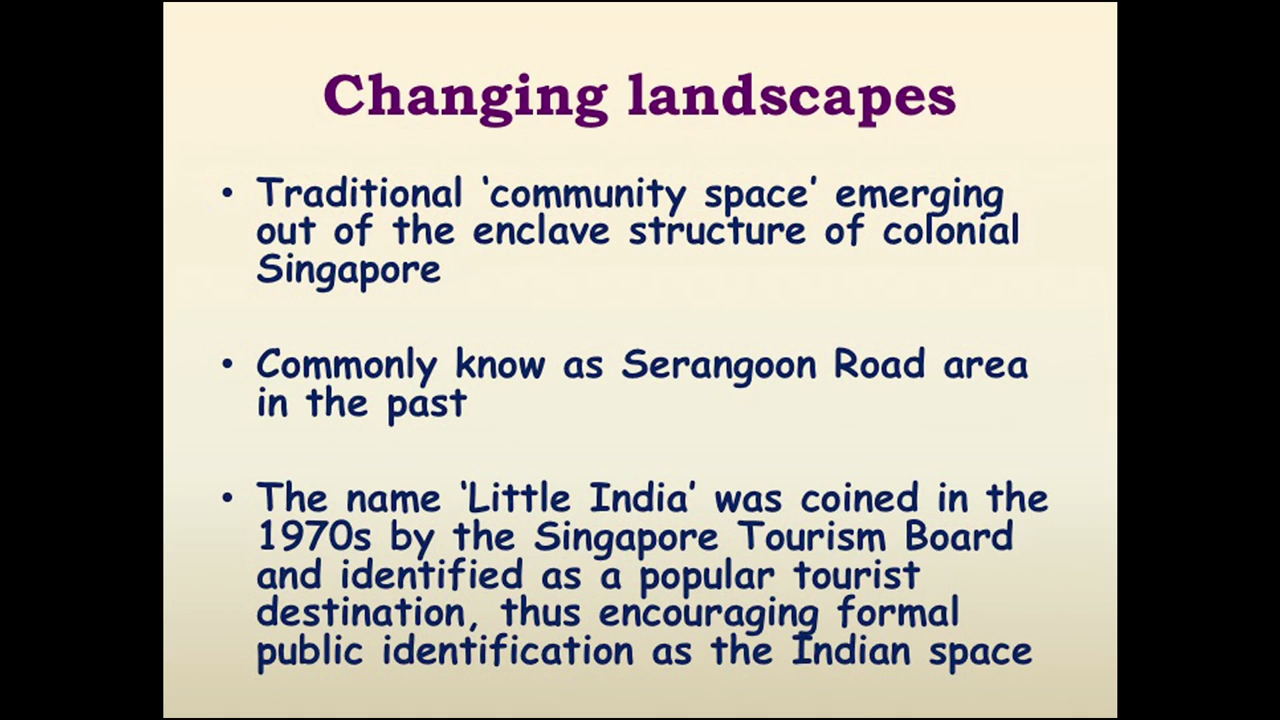 Changing landscapes
• Traditional ‘community space’ emerging
out of the enclave structure of colonial
Singapore
• Commonly know as Serangoon Road area
in the past
• The name ‘Little India’ was coined in the
1970s by the Singapore Tourism Board
and identified as a popular tourist
destination, thus encouraging formal
public identification as the Indian space